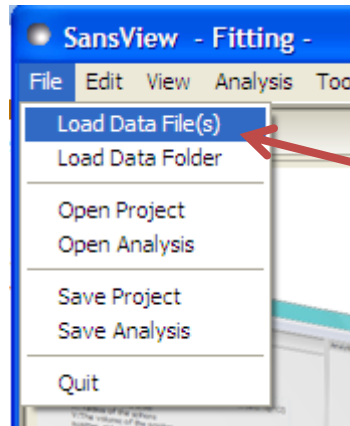 SansView - Fitting -
File Edit View Analysis Too
Load Data File(s)
Load Data Folder
Open Project
Open Analysis
Save Project
Save Analysis
Quit